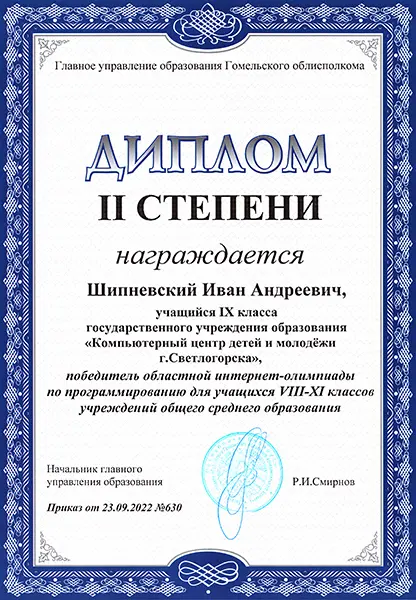 Главное управление образования Гомельского облисполкома
ДИПЛОМ
II СТЕПЕНИ
награждается
Шипневский Иван Андреевич,
учащийся IX класса
государственного учреждения образования
«Компьютерный центр детей и молодёжи
г.Светлогорска»,
победитель областной интернет-олимпиады
по программированию для учащихся VIII-XI классов
учреждений общего среднего образования
Начальник главного
управления образования
Р.И.Смирнов
Приказ от 23.09.2022 №630